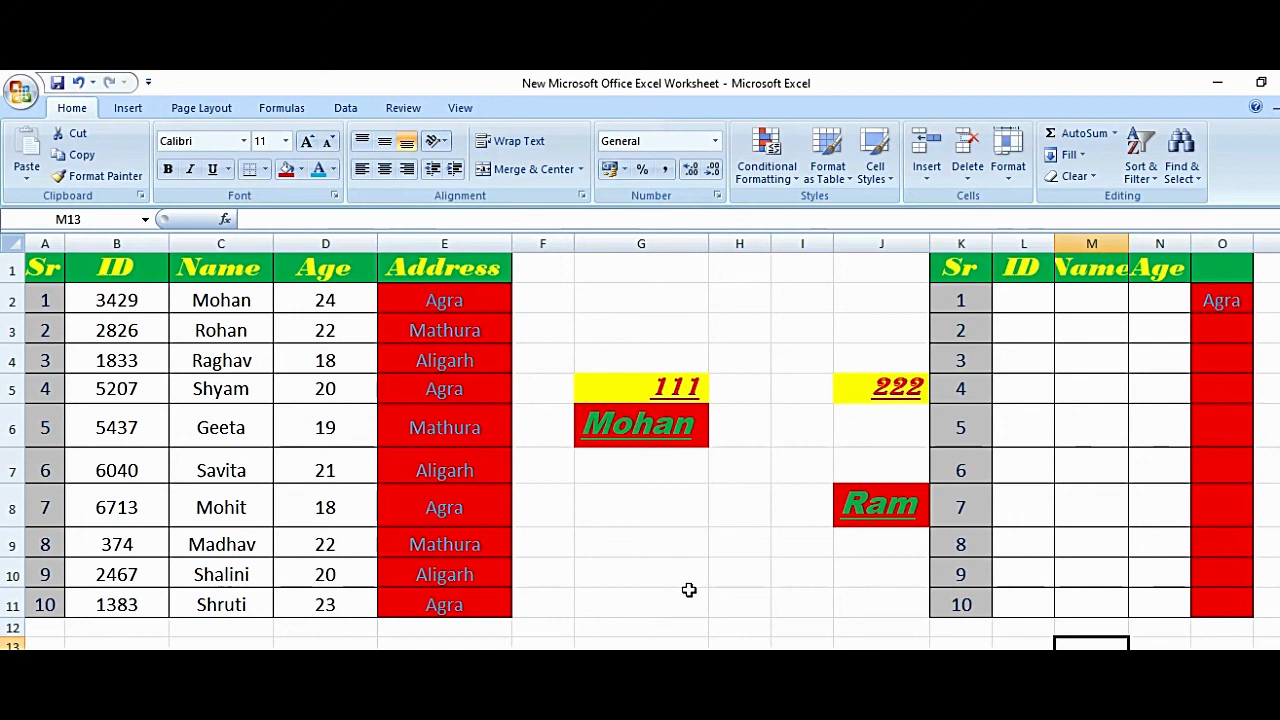 New Microsoft Office Excel Worksheet - Microsoft Excel
Home Insert Page Layout Formulas Data Review View
Paste Cut Copy Format Painter Clipboard
Calibri 11 B I U A A A Font
Wrap Text Merge & Center Alignment
General % , Number
Conditional Formatting Format as Table Cell Styles Styles
Insert Delete Format Cells
Σ AutoSum Fill Clear Sort & Filter Find & Select Editing
M13 fx
A B C D E F G H I J K L M N O
1 Sr ID Name Age Address Sr ID Name Age
2 1 3429 Mohan 24 Agra 1 Agra
3 2 2826 Rohan 22 Mathura 2
4 3 1833 Raghav 18 Aligarh 3
5 4 5207 Shyam 20 Agra 111 222 4
6 5 5437 Geeta 19 Mathura Mohan 5
7 6 6040 Savita 21 Aligarh 6
8 7 6713 Mohit 18 Agra Ram 7
9 8 374 Madhav 22 Mathura 8
10 9 2467 Shalini 20 Aligarh 9
11 10 1383 Shruti 23 Agra 10
12
13